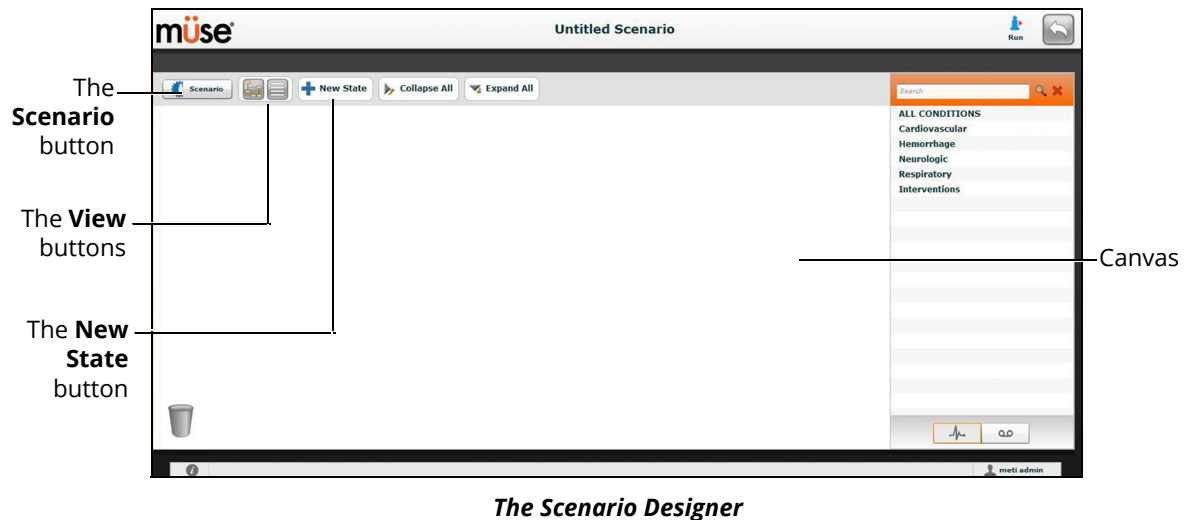 müse
Untitled Scenario
Run
The
Scenario
button
Scenario
New State
Collapse All
Expand All
Search
ALL CONDITIONS
Cardiovascular
Hemorrhage
Neurologic
Respiratory
Interventions
The View
buttons
Canvas
The New
State
button
meti admin
The Scenario Designer